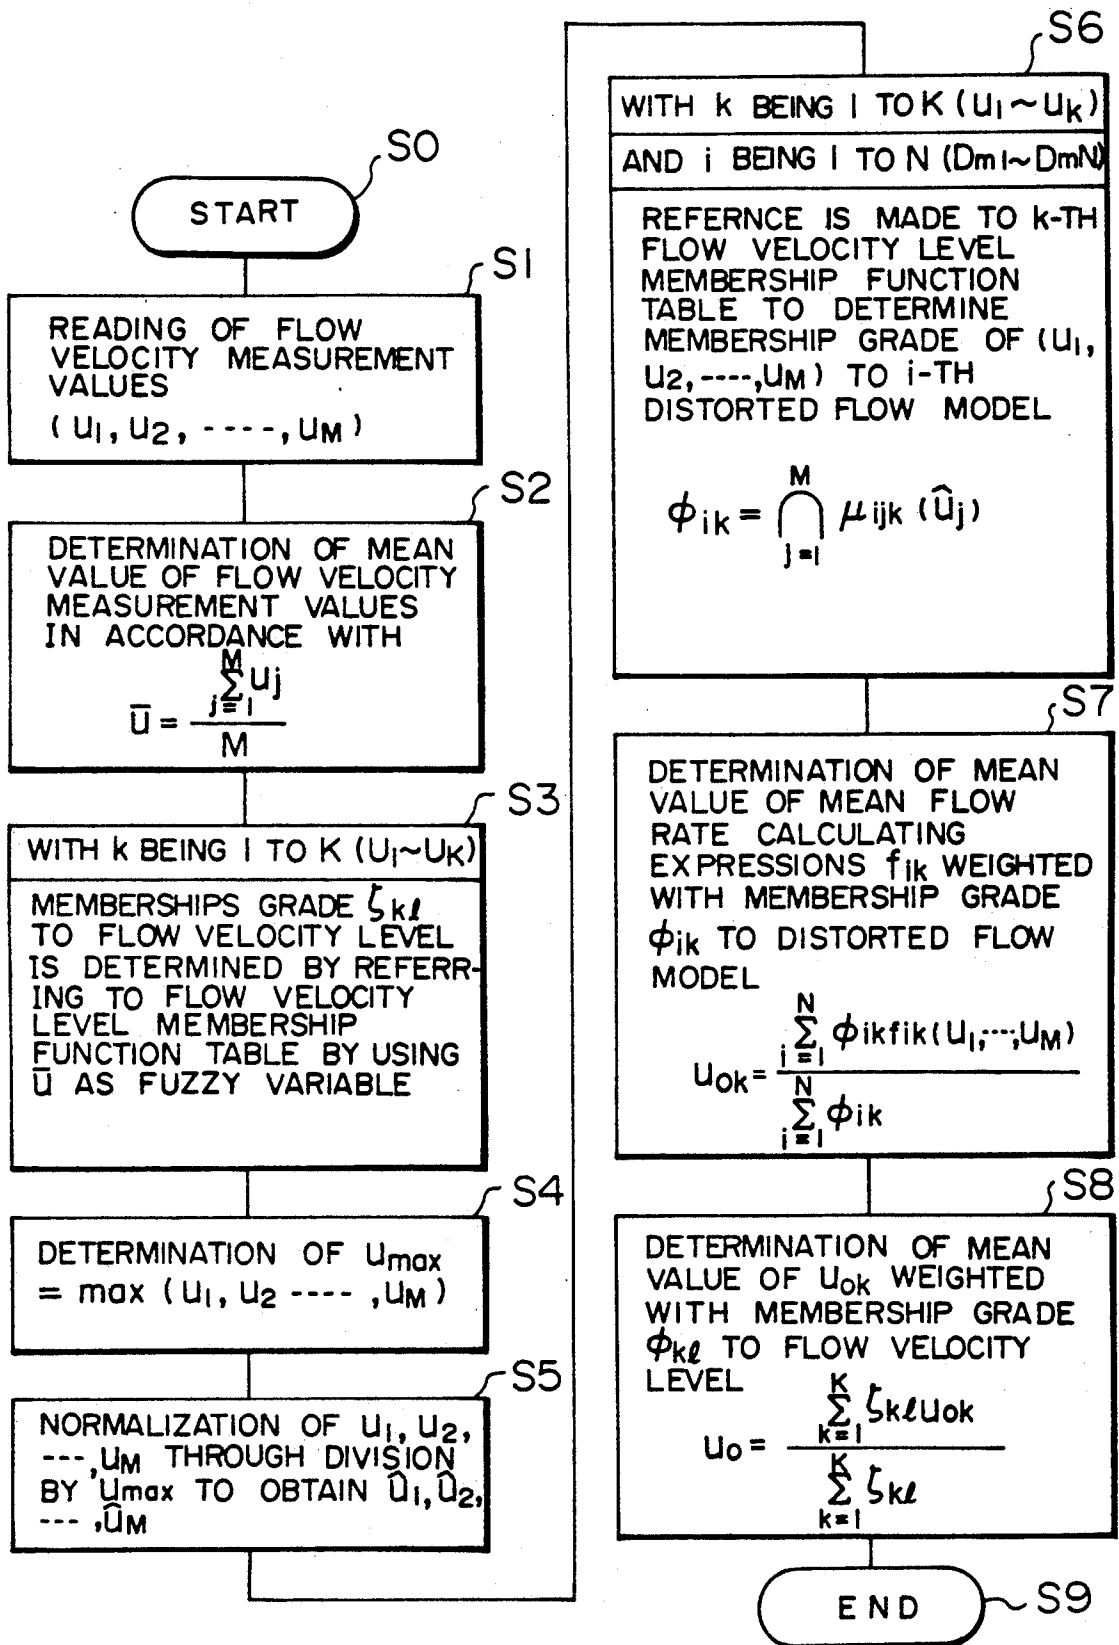 S0
START
S1
READING OF FLOW
VELOCITY MEASUREMENT
VALUES
(u1, u2, ----, uM)
S2
DETERMINATION OF MEAN
VALUE OF FLOW VELOCITY
MEASUREMENT VALUES
IN ACCORDANCE WITH
ū = M Σ j=1 uj / M
S3
WITH k BEING 1 TO K (U1~UK)
MEMBERSHIPS GRADE ζkℓ
TO FLOW VELOCITY LEVEL
IS DETERMINED BY REFERR-
ING TO FLOW VELOCITY
LEVEL MEMBERSHIP
FUNCTION TABLE BY USING
ū AS FUZZY VARIABLE
S4
DETERMINATION OF umax
= max (u1, u2 ---- ,uM)
S5
NORMALIZATION OF u1, u2,
---,uM THROUGH DIVISION
BY umax TO OBTAIN û1,û2,
--- ,ûM
S6
WITH k BEING 1 TO K (U1~Uk)
AND i BEING 1 TO N (Dm1~DmN)
REFERNCE IS MADE TO k-TH
FLOW VELOCITY LEVEL
MEMBERSHIP FUNCTION
TABLE TO DETERMINE
MEMBERSHIP GRADE OF (u1,
u2,----,uM) TO i-TH
DISTORTED FLOW MODEL
ϕik = M ∩ j=1 μijk (ûj)
S7
DETERMINATION OF MEAN
VALUE OF MEAN FLOW
RATE CALCULATING
EXPRESSIONS fik WEIGHTED
WITH MEMBERSHIP GRADE
ϕik TO DISTORTED FLOW
MODEL
uok = N Σ i=1 ϕikfik(u1,---,uM) / N Σ i=1 ϕik
S8
DETERMINATION OF MEAN
VALUE OF uok WEIGHTED
WITH MEMBERSHIP GRADE
ϕkℓ TO FLOW VELOCITY
LEVEL
uo = K Σ k=1 ζkℓuok / K Σ k=1 ζkℓ
END
S9